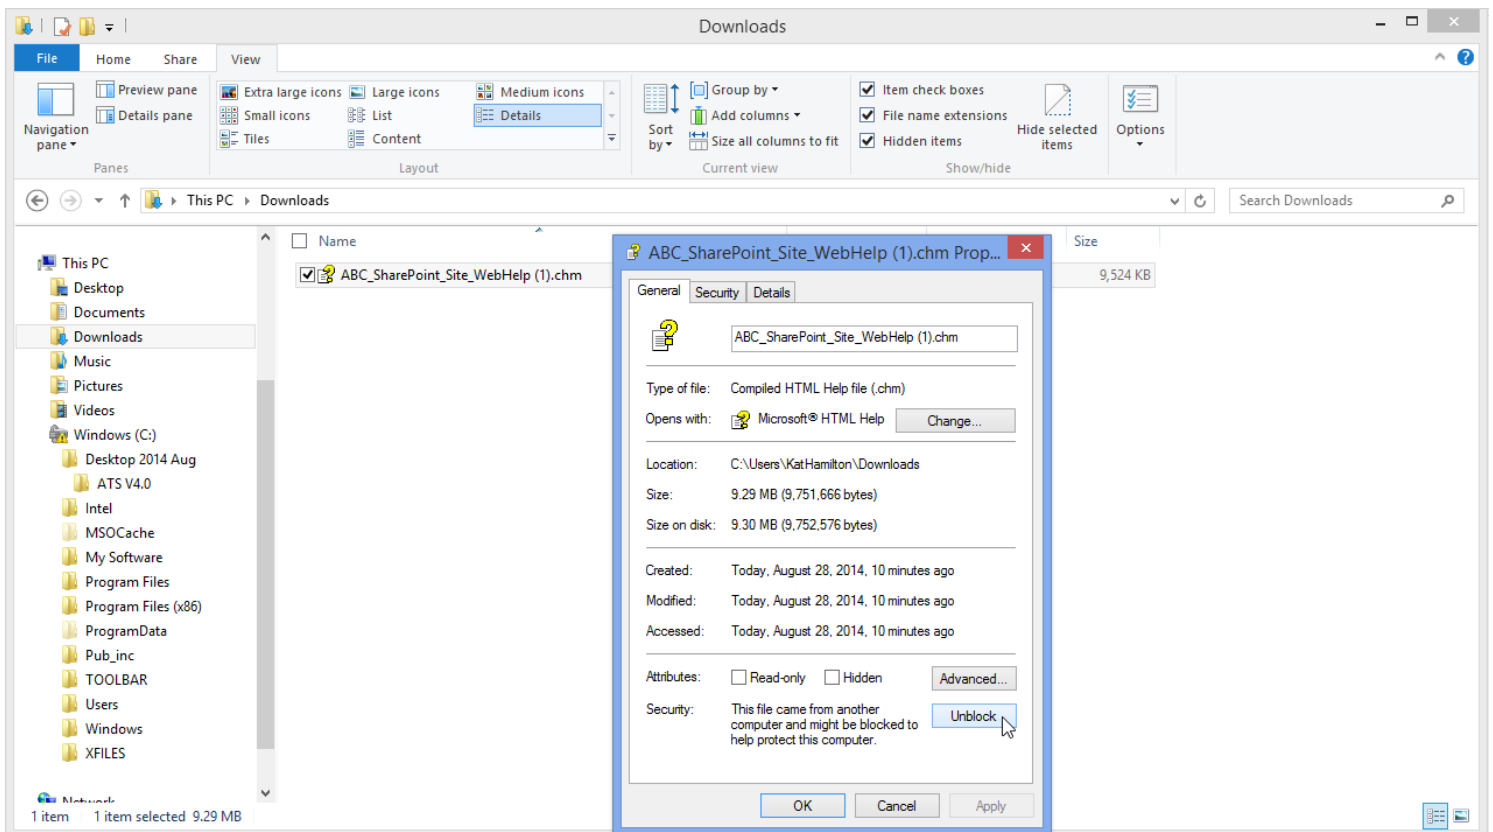 Downloads
File Home Share View
Navigation pane
Preview pane
Details pane
Panes
Extra large icons Large icons Medium icons
Small icons List Details
Tiles Content
Layout
Sort by
Group by
Add columns
Size all columns to fit
Current view
Item check boxes
File name extensions
Hidden items
Hide selected items
Show/hide
Options
This PC Downloads
Search Downloads
This PC
Desktop
Documents
Downloads
Music
Pictures
Videos
Windows (C:)
Desktop 2014 Aug
ATS V4.0
Intel
MSOCache
My Software
Program Files
Program Files (x86)
ProgramData
Pub_inc
TOOLBAR
Users
Windows
XFILES
Network
Name Size
ABC_SharePoint_Site_WebHelp (1).chm 9,524 KB
ABC_SharePoint_Site_WebHelp (1).chm Prop...
General Security Details
ABC_SharePoint_Site_WebHelp (1).chm
Type of file: Compiled HTML Help file (.chm)
Opens with: Microsoft® HTML Help Change...
Location: C:\Users\KatHamilton\Downloads
Size: 9.29 MB (9,751,666 bytes)
Size on disk: 9.30 MB (9,752,576 bytes)
Created: Today, August 28, 2014, 10 minutes ago
Modified: Today, August 28, 2014, 10 minutes ago
Accessed: Today, August 28, 2014, 10 minutes ago
Attributes: Read-only Hidden Advanced...
Security: This file came from another
computer and might be blocked to
help protect this computer.
Unblock
OK Cancel Apply
1 item 1 item selected 9.29 MB